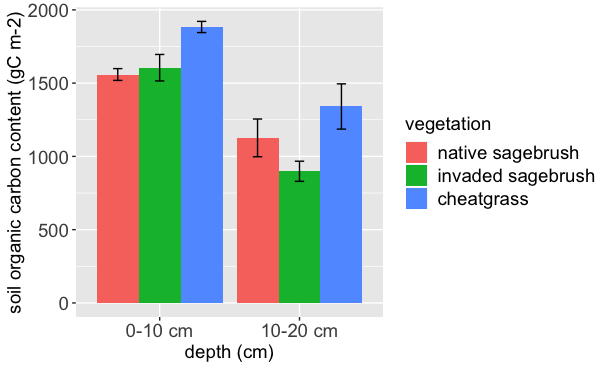 soil organic carbon content (gC m-2)
2000
1500
1000
500
0
0-10 cm
10-20 cm
depth (cm)
vegetation
native sagebrush
invaded sagebrush
cheatgrass